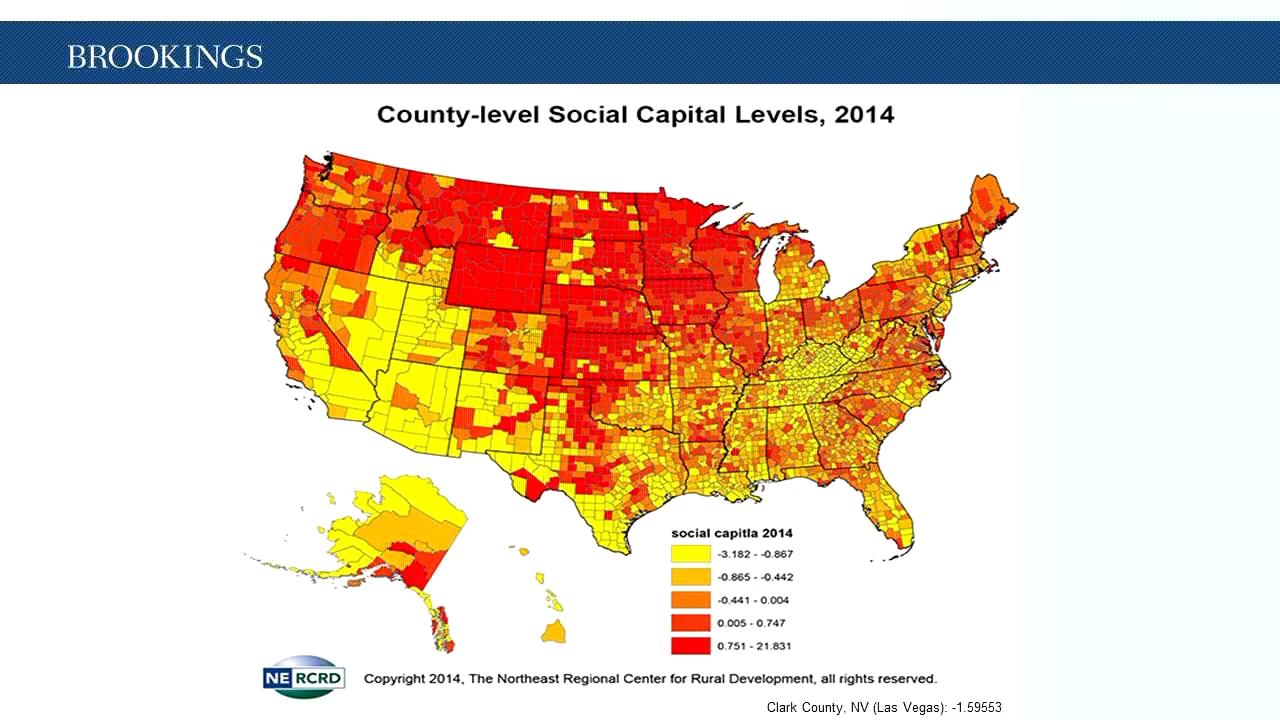 BROOKINGS
County-level Social Capital Levels, 2014
social capitla 2014
-3.182 - -0.867
-0.865 - -0.442
-0.441 - 0.004
0.005 - 0.747
0.751 - 21.831
NE RCRD
Copyright 2014, The Northeast Regional Center for Rural Development, all rights reserved.
Clark County, NV (Las Vegas): -1.59553